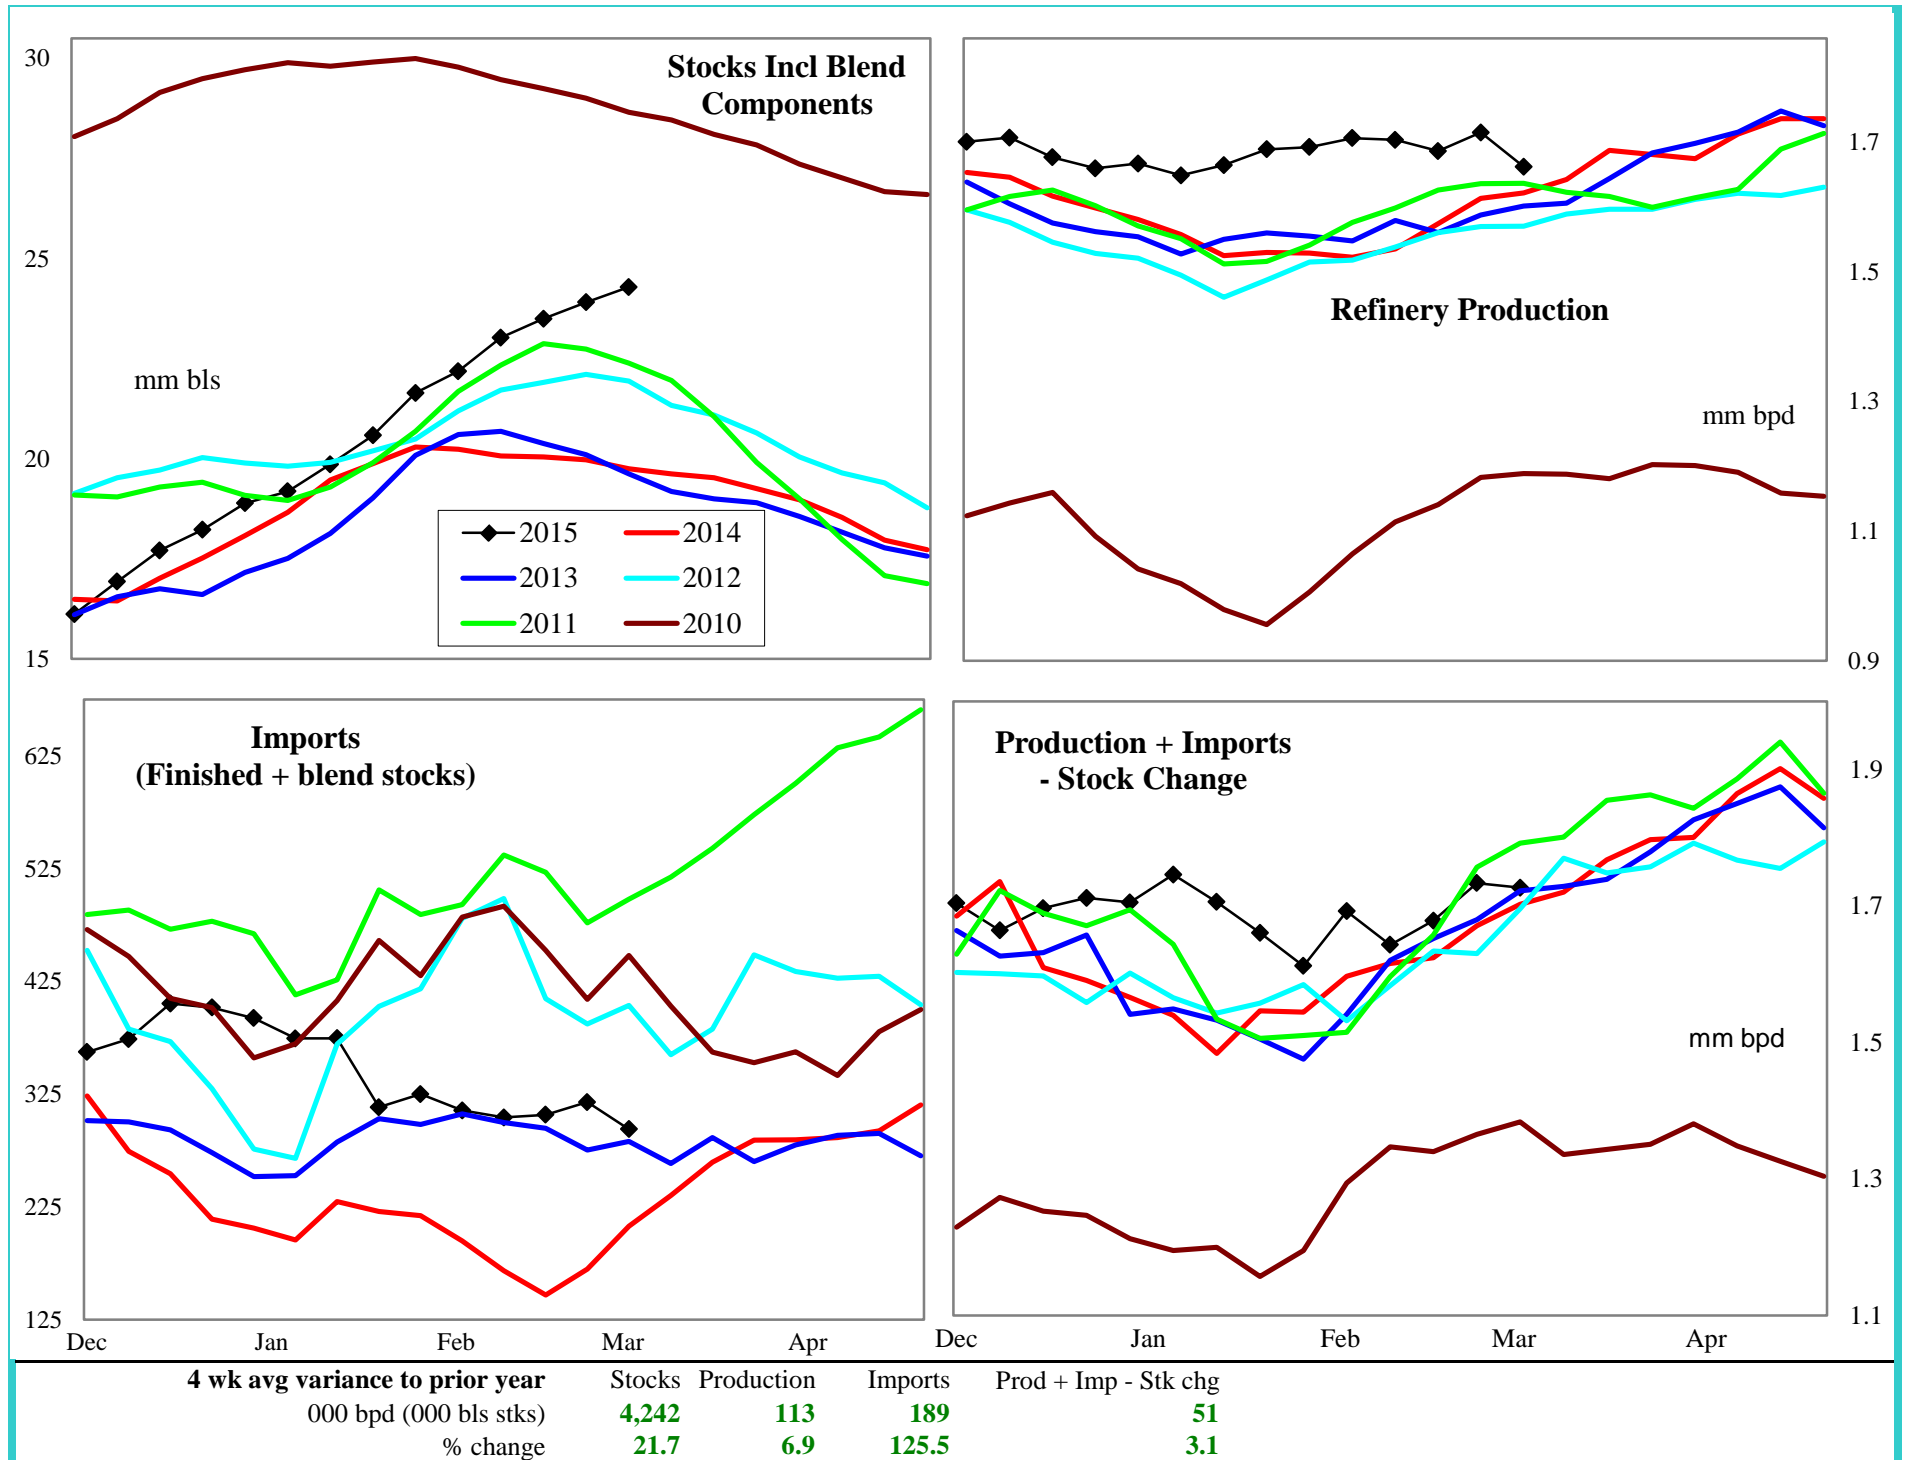 Stocks Incl Blend
Components
30
25
20
15
mm bls
2015
2014
2013
2012
2011
2010
Refinery Production
mm bpd
1.7
1.5
1.3
1.1
0.9
Imports
(Finished + blend stocks)
625
525
425
325
225
125
Dec Jan Feb Mar Apr
Production + Imports
- Stock Change
mm bpd
1.9
1.7
1.5
1.3
1.1
Dec Jan Feb Mar Apr
4 wk avg variance to prior year Stocks Production Imports Prod + Imp - Stk chg
000 bpd (000 bls stks) 4,242 113 189 51
% change 21.7 6.9 125.5 3.1